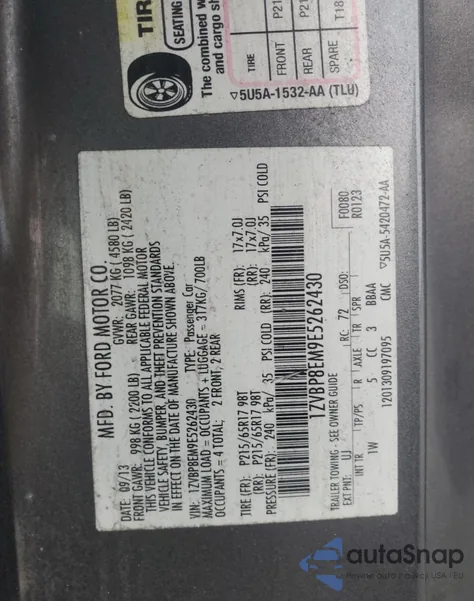 TIR
SEATING
The combined w
and cargo sh
TIRE
FRONT P21
REAR P21
SPARE T18
▽5U5A-1532-AA (TLU)
MFD. BY FORD MOTOR CO.
DATE: 09/13 GVWR: 2077 KG ( 4580 LB)
FRONT GAWR: 998 KG (2200 LB) REAR GAWR: 1098 KG (2420 LB)
THIS VEHICLE CONFORMS TO ALL APPLICABLE FEDERAL MOTOR
VEHICLE SAFETY, BUMPER, AND THEFT PREVENTION STANDARDS
IN EFFECT ON THE DATE OF MANUFACTURE SHOWN ABOVE.
VIN: 1ZVBP8EM9E5262430 TYPE: Passenger Car
MAXIMUM LOAD = OCCUPANTS + LUGGAGE = 317KG/ 700LB
OCCUPANTS = 4 TOTAL; 2 FRONT, 2 REAR
TIRE (FR): P215/65R17 98T RIMS (FR): 17x7.0J
(RR): P215/65R17 98T (RR): 17x7.0J
PRESSURE (FR): 240 kPa/ 35 PSI COLD (RR): 240 kPa/ 35 PSI COLD
1ZVBP8EM9E5262430
TRAILER TOWING - SEE OWNER GUIDE F0080
EXT PNT: UJ RC: 72 DSO: R0123
INT TR TP/PS R AXLE TR SPR
1W 5 CC 3 BBAA
1201309197095 CMC ▽5U5A-5420472-AA
autoSnap